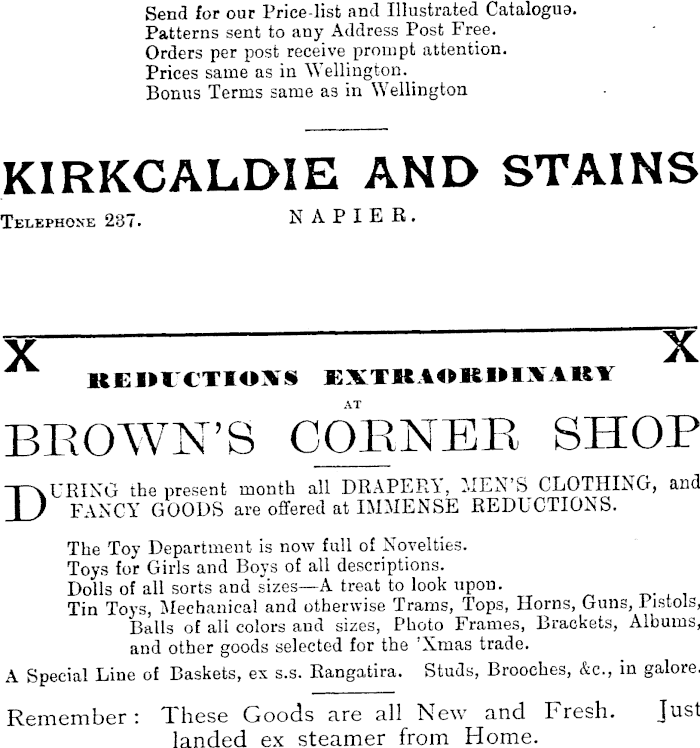 Send for our Price-list and Illustrated Catalogue.
Patterns sent to any Address Post Free.
Orders per post receive prompt attention.
Prices same as in Wellington.
Bonus Terms same as in Wellington
KIRKCALDIE AND STAINS
TELEPHONE 237. NAPIER.
X X
REDUCTIONS EXTRAORDINARY
AT
BROWN'S CORNER SHOP
DURING the present month all DRAPERY, MEN'S CLOTHING, and
FANCY GOODS are offered at IMMENSE REDUCTIONS.
The Toy Department is now full of Novelties.
Toys for Girls and Boys of all descriptions.
Dolls of all sorts and sizes—A treat to look upon.
Tin Toys, Mechanical and otherwise Trams, Tops, Horns, Guns, Pistols,
Balls of all colors and sizes, Photo Frames, Brackets, Albums,
and other goods selected for the 'Xmas trade.
A Special Line of Baskets, ex s.s. Rangatira. Studs, Brooches, &c., in galore.
Remember: These Goods are all New and Fresh. Just
landed ex steamer from Home.